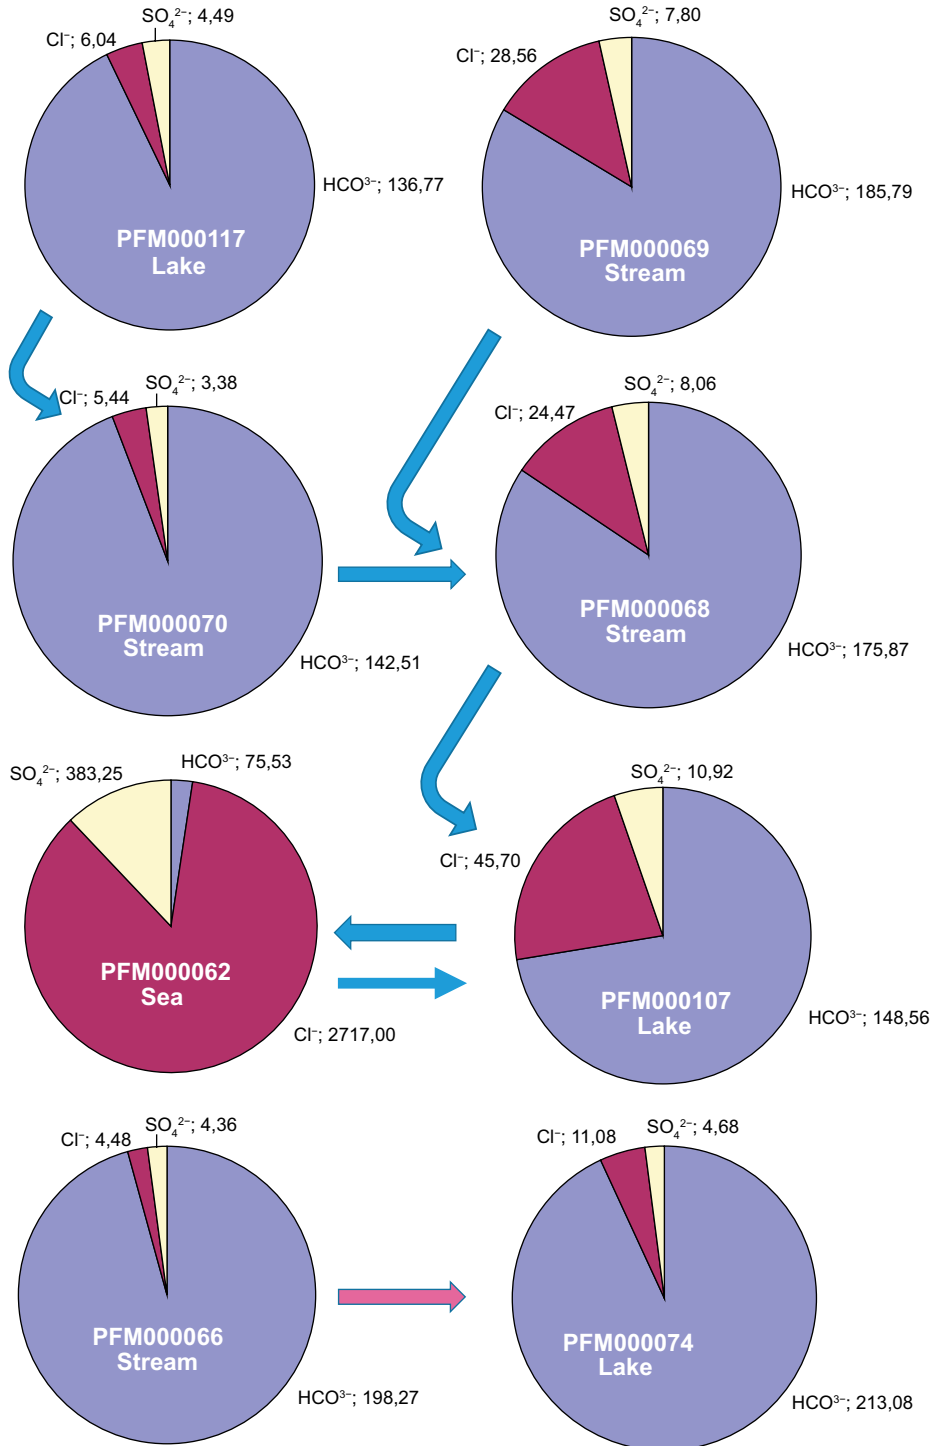 SO₄²⁻; 4,49
Cl⁻; 6,04
HCO³⁻; 136,77
PFM000117
Lake
SO₄²⁻; 7,80
Cl⁻; 28,56
HCO³⁻; 185,79
PFM000069
Stream
SO₄²⁻; 3,38
Cl⁻; 5,44
PFM000070
Stream
HCO³⁻; 142,51
SO₄²⁻; 8,06
Cl⁻; 24,47
PFM000068
Stream
HCO³⁻; 175,87
HCO³⁻; 75,53
SO₄²⁻; 383,25
PFM000062
Sea
Cl⁻; 2717,00
SO₄²⁻; 10,92
Cl⁻; 45,70
PFM000107
Lake
HCO³⁻; 148,56
SO₄²⁻; 4,36
Cl⁻; 4,48
PFM000066
Stream
HCO³⁻; 198,27
SO₄²⁻; 4,68
Cl⁻; 11,08
PFM000074
Lake
HCO³⁻; 213,08